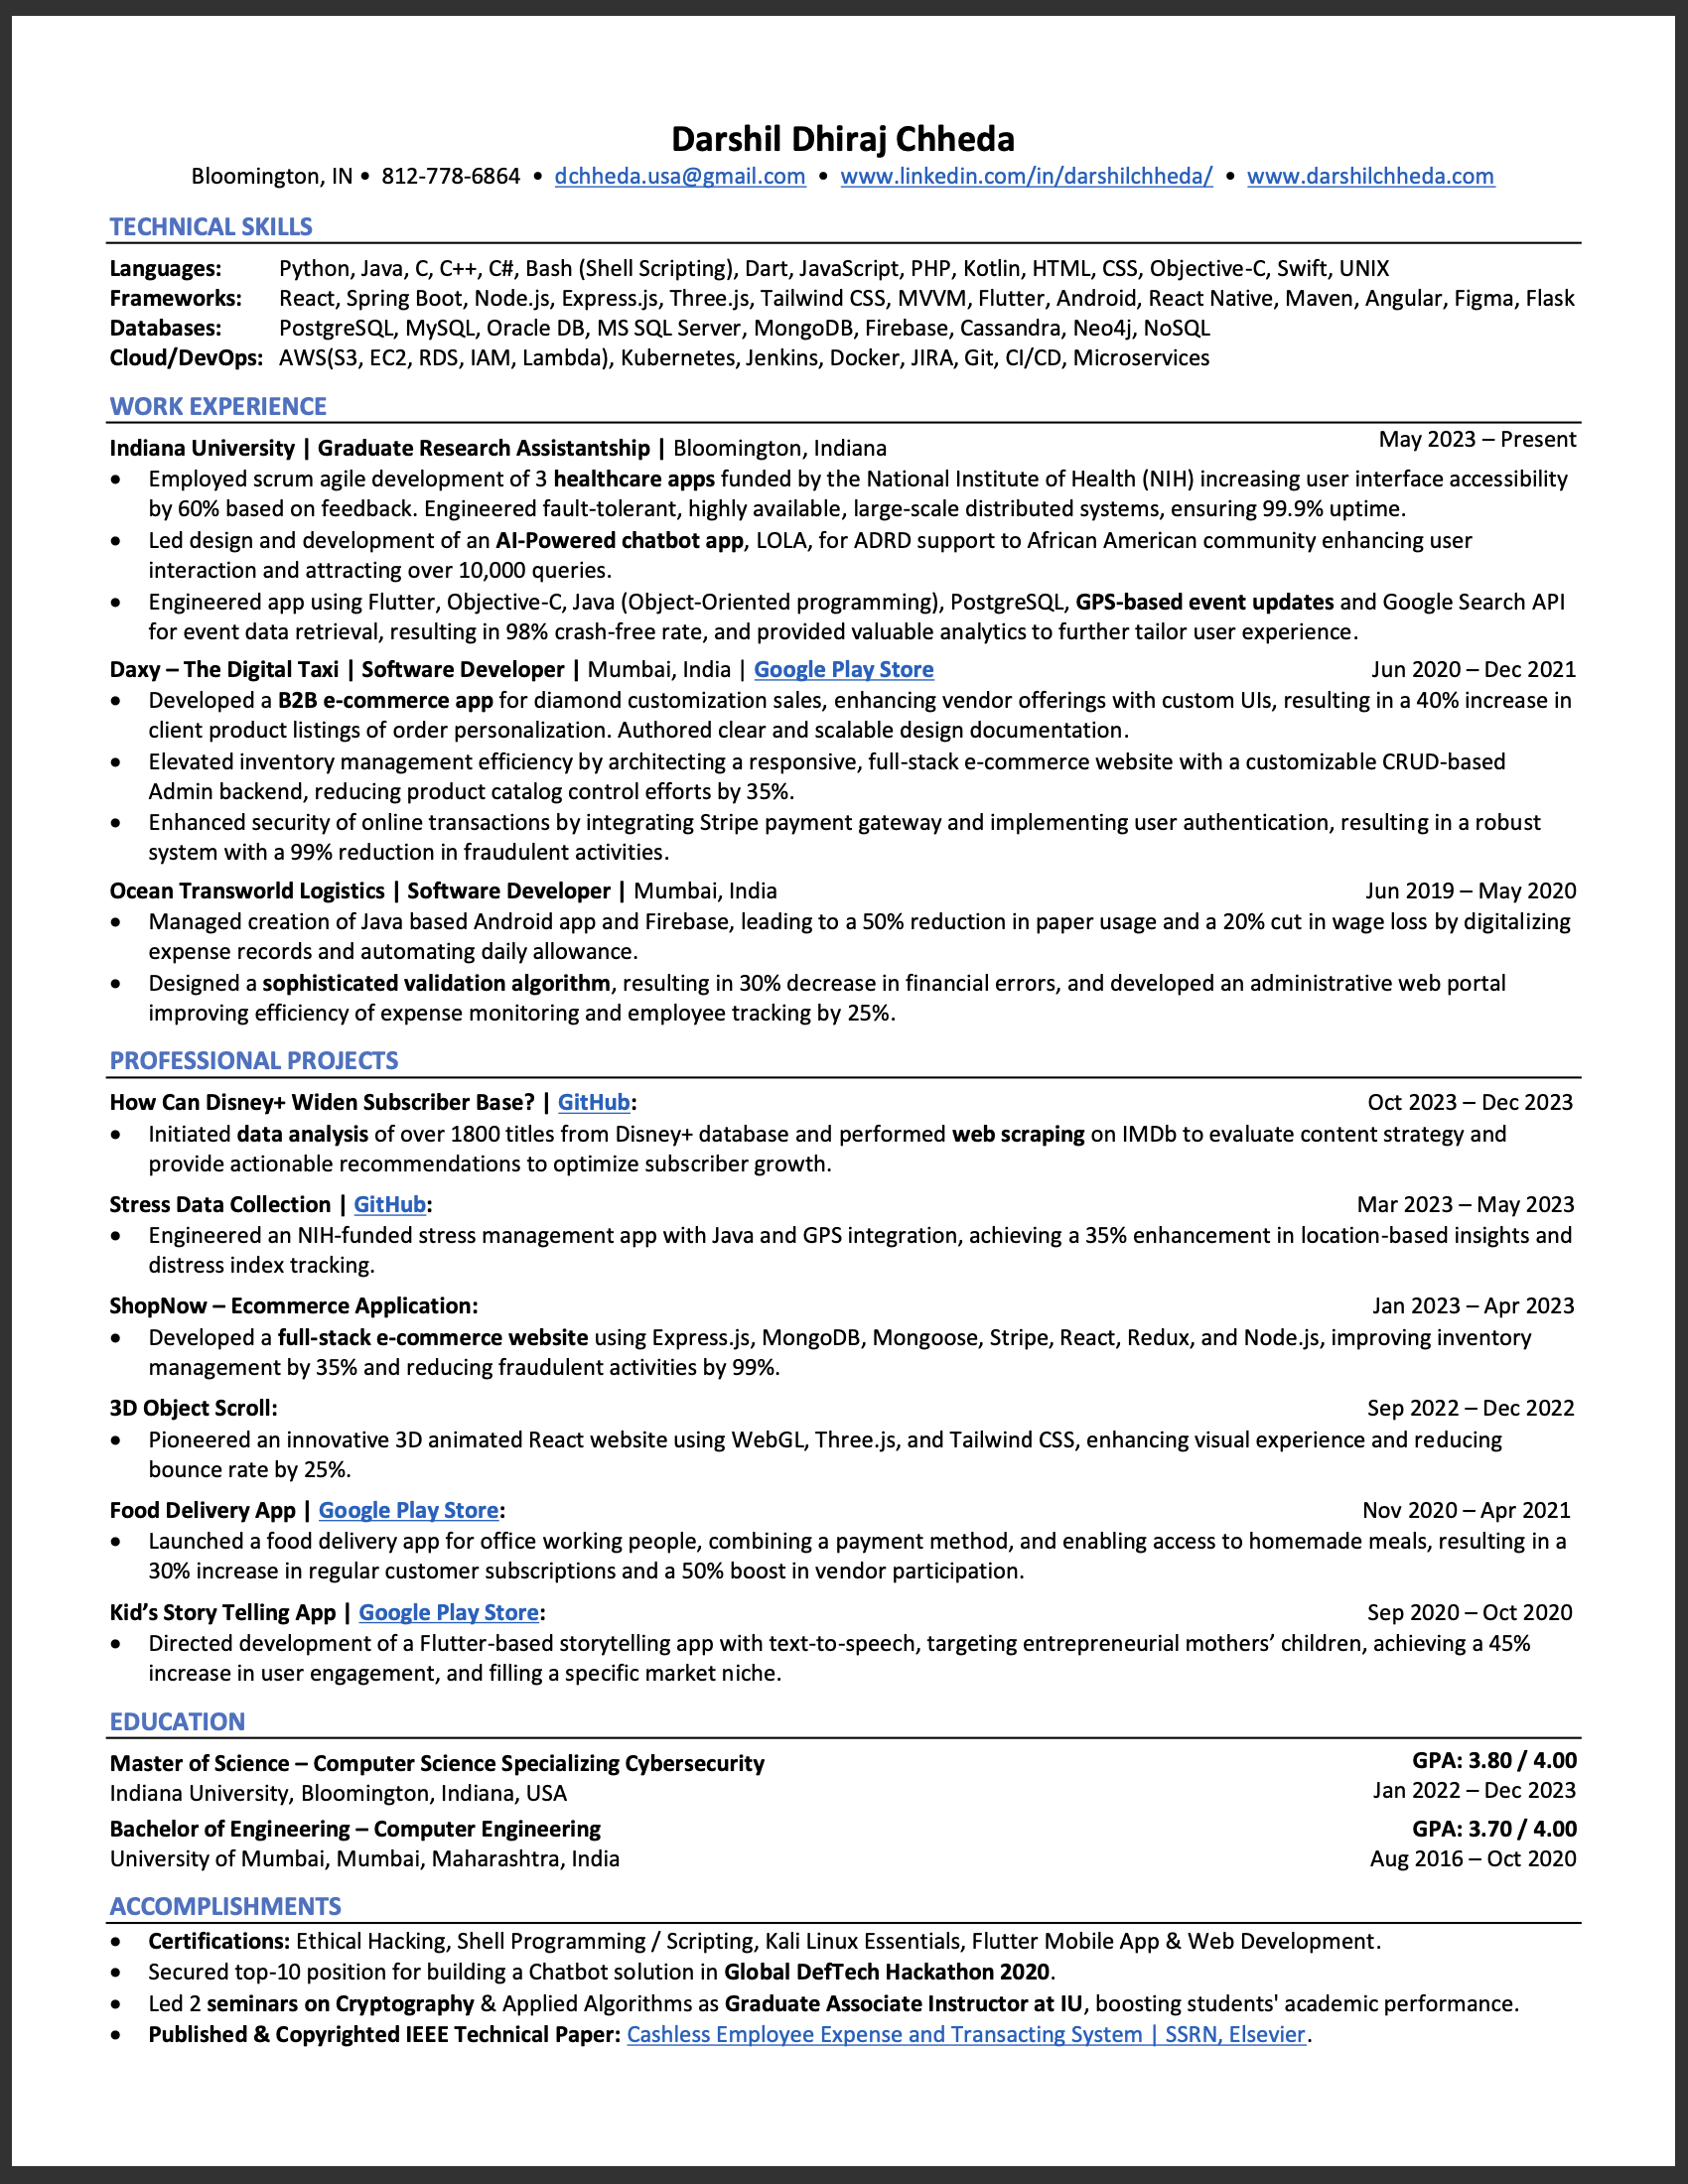 Darshil Dhiraj Chheda
Bloomington, IN • 812-778-6864 • dchheda.usa@gmail.com • www.linkedin.com/in/darshilchheda/ • www.darshilchheda.com
TECHNICAL SKILLS
Languages: Python, Java, C, C++, C#, Bash (Shell Scripting), Dart, JavaScript, PHP, Kotlin, HTML, CSS, Objective-C, Swift, UNIX
Frameworks: React, Spring Boot, Node.js, Express.js, Three.js, Tailwind CSS, MVVM, Flutter, Android, React Native, Maven, Angular, Figma, Flask
Databases: PostgreSQL, MySQL, Oracle DB, MS SQL Server, MongoDB, Firebase, Cassandra, Neo4j, NoSQL
Cloud/DevOps: AWS(S3, EC2, RDS, IAM, Lambda), Kubernetes, Jenkins, Docker, JIRA, Git, CI/CD, Microservices
WORK EXPERIENCE
Indiana University | Graduate Research Assistantship | Bloomington, Indiana May 2023 – Present
• Employed scrum agile development of 3 healthcare apps funded by the National Institute of Health (NIH) increasing user interface accessibility
by 60% based on feedback. Engineered fault-tolerant, highly available, large-scale distributed systems, ensuring 99.9% uptime.
• Led design and development of an AI-Powered chatbot app, LOLA, for ADRD support to African American community enhancing user
interaction and attracting over 10,000 queries.
• Engineered app using Flutter, Objective-C, Java (Object-Oriented programming), PostgreSQL, GPS-based event updates and Google Search API
for event data retrieval, resulting in 98% crash-free rate, and provided valuable analytics to further tailor user experience.
Daxy – The Digital Taxi | Software Developer | Mumbai, India | Google Play Store Jun 2020 – Dec 2021
• Developed a B2B e-commerce app for diamond customization sales, enhancing vendor offerings with custom UIs, resulting in a 40% increase in
client product listings of order personalization. Authored clear and scalable design documentation.
• Elevated inventory management efficiency by architecting a responsive, full-stack e-commerce website with a customizable CRUD-based
Admin backend, reducing product catalog control efforts by 35%.
• Enhanced security of online transactions by integrating Stripe payment gateway and implementing user authentication, resulting in a robust
system with a 99% reduction in fraudulent activities.
Ocean Transworld Logistics | Software Developer | Mumbai, India Jun 2019 – May 2020
• Managed creation of Java based Android app and Firebase, leading to a 50% reduction in paper usage and a 20% cut in wage loss by digitalizing
expense records and automating daily allowance.
• Designed a sophisticated validation algorithm, resulting in 30% decrease in financial errors, and developed an administrative web portal
improving efficiency of expense monitoring and employee tracking by 25%.
PROFESSIONAL PROJECTS
How Can Disney+ Widen Subscriber Base? | GitHub: Oct 2023 – Dec 2023
• Initiated data analysis of over 1800 titles from Disney+ database and performed web scraping on IMDb to evaluate content strategy and
provide actionable recommendations to optimize subscriber growth.
Stress Data Collection | GitHub: Mar 2023 – May 2023
• Engineered an NIH-funded stress management app with Java and GPS integration, achieving a 35% enhancement in location-based insights and
distress index tracking.
ShopNow – Ecommerce Application: Jan 2023 – Apr 2023
• Developed a full-stack e-commerce website using Express.js, MongoDB, Mongoose, Stripe, React, Redux, and Node.js, improving inventory
management by 35% and reducing fraudulent activities by 99%.
3D Object Scroll: Sep 2022 – Dec 2022
• Pioneered an innovative 3D animated React website using WebGL, Three.js, and Tailwind CSS, enhancing visual experience and reducing
bounce rate by 25%.
Food Delivery App | Google Play Store: Nov 2020 – Apr 2021
• Launched a food delivery app for office working people, combining a payment method, and enabling access to homemade meals, resulting in a
30% increase in regular customer subscriptions and a 50% boost in vendor participation.
Kid’s Story Telling App | Google Play Store: Sep 2020 – Oct 2020
• Directed development of a Flutter-based storytelling app with text-to-speech, targeting entrepreneurial mothers’ children, achieving a 45%
increase in user engagement, and filling a specific market niche.
EDUCATION
Master of Science – Computer Science Specializing Cybersecurity GPA: 3.80 / 4.00
Indiana University, Bloomington, Indiana, USA Jan 2022 – Dec 2023
Bachelor of Engineering – Computer Engineering GPA: 3.70 / 4.00
University of Mumbai, Mumbai, Maharashtra, India Aug 2016 – Oct 2020
ACCOMPLISHMENTS
• Certifications: Ethical Hacking, Shell Programming / Scripting, Kali Linux Essentials, Flutter Mobile App & Web Development.
• Secured top-10 position for building a Chatbot solution in Global DefTech Hackathon 2020.
• Led 2 seminars on Cryptography & Applied Algorithms as Graduate Associate Instructor at IU, boosting students' academic performance.
• Published & Copyrighted IEEE Technical Paper: Cashless Employee Expense and Transacting System | SSRN, Elsevier.